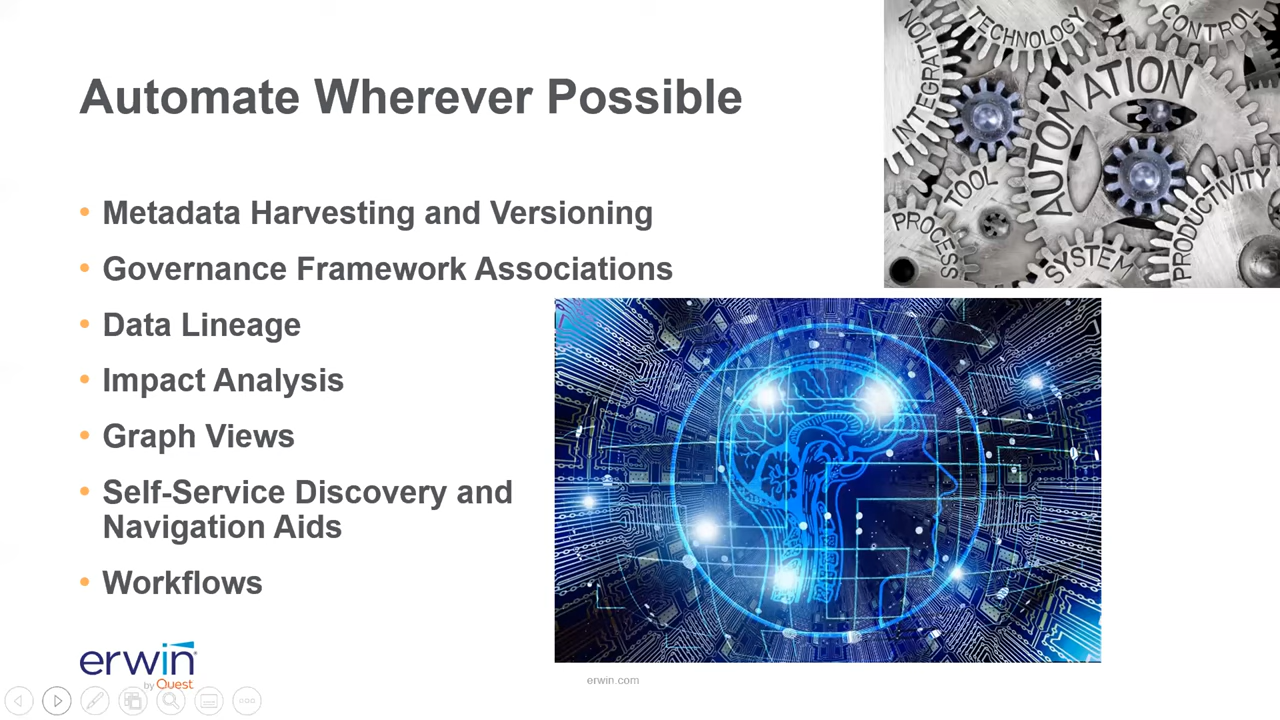 Automate Wherever Possible
• Metadata Harvesting and Versioning
• Governance Framework Associations
• Data Lineage
• Impact Analysis
• Graph Views
• Self-Service Discovery and
Navigation Aids
• Workflows
INTEGRATION
TECHNOLOGY
CONTROL
AUTOMATION
TOOL
PROCESS
SYSTEM
PRODUCTIVITY
erwin
by Quest
erwin.com